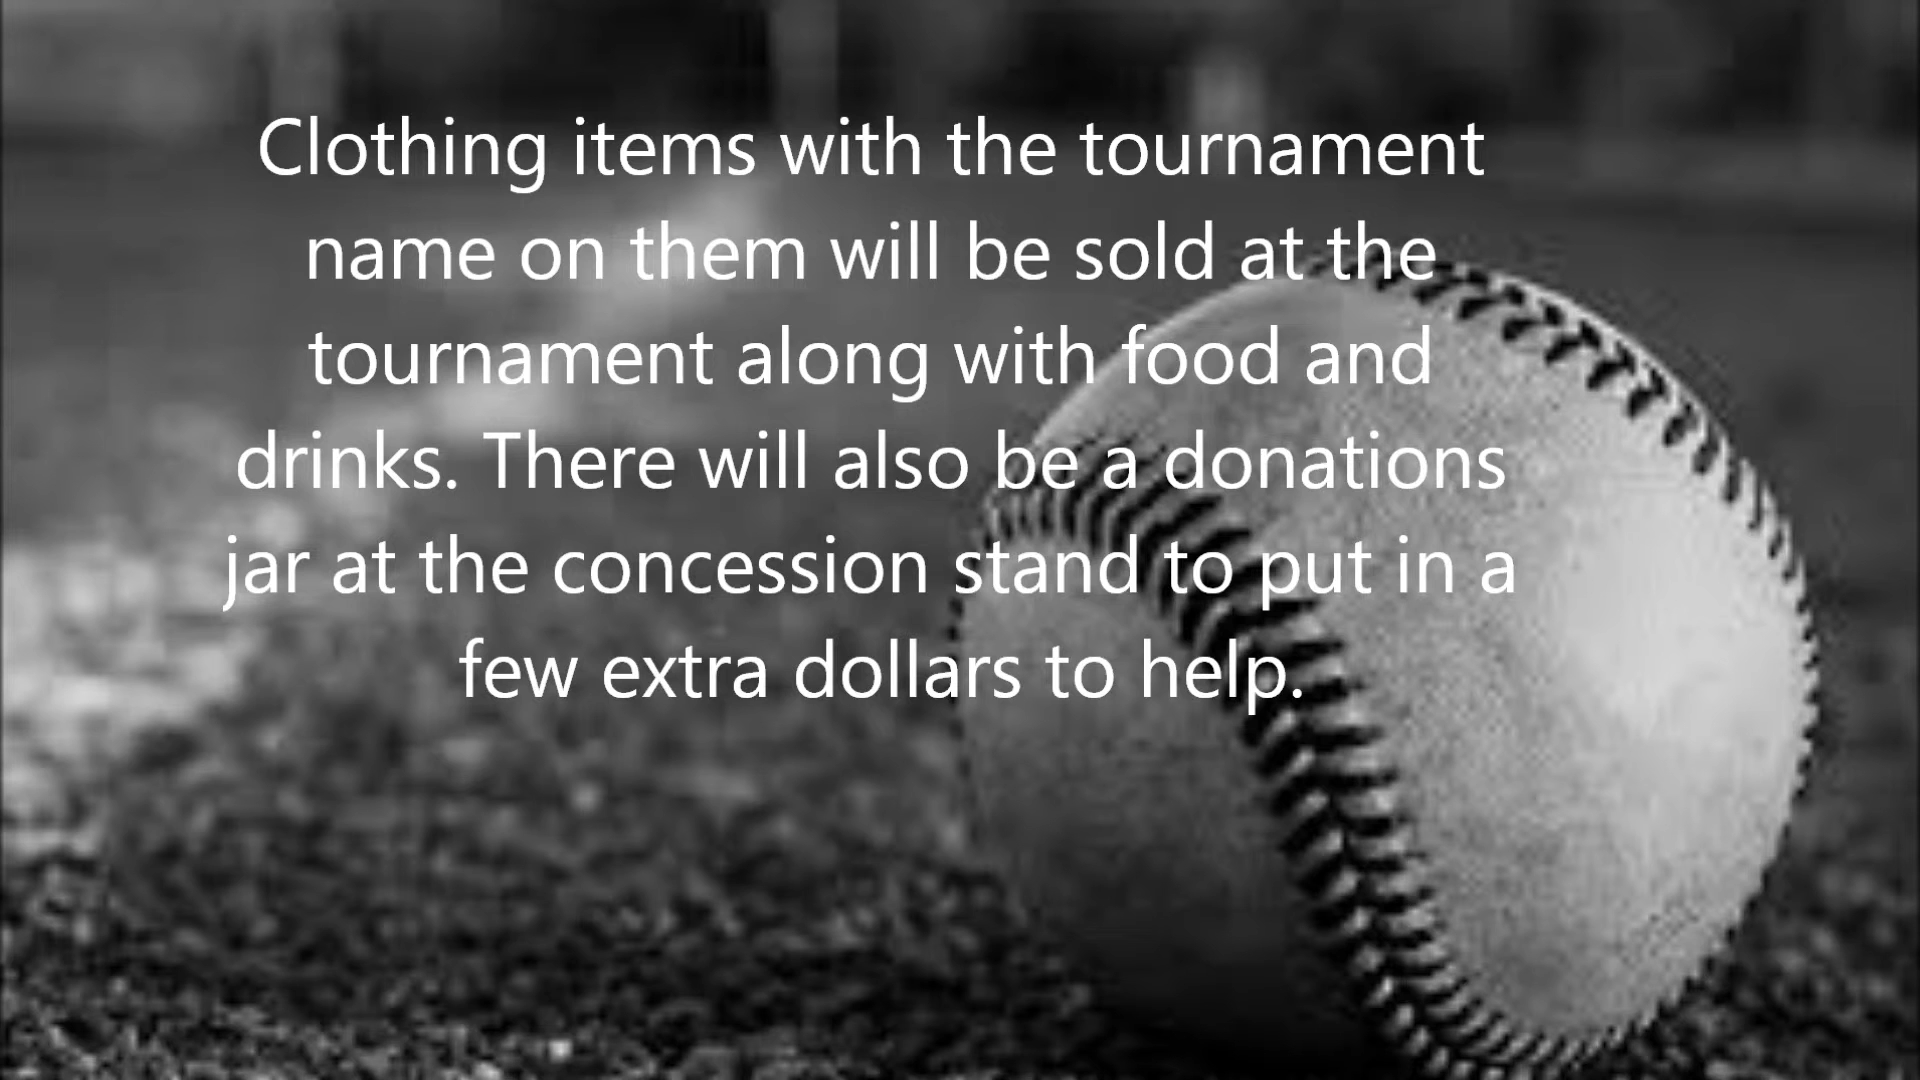 Clothing items with the tournament
name on them will be sold at the
tournament along with food and
drinks. There will also be a donations
jar at the concession stand to put in a
few extra dollars to help.